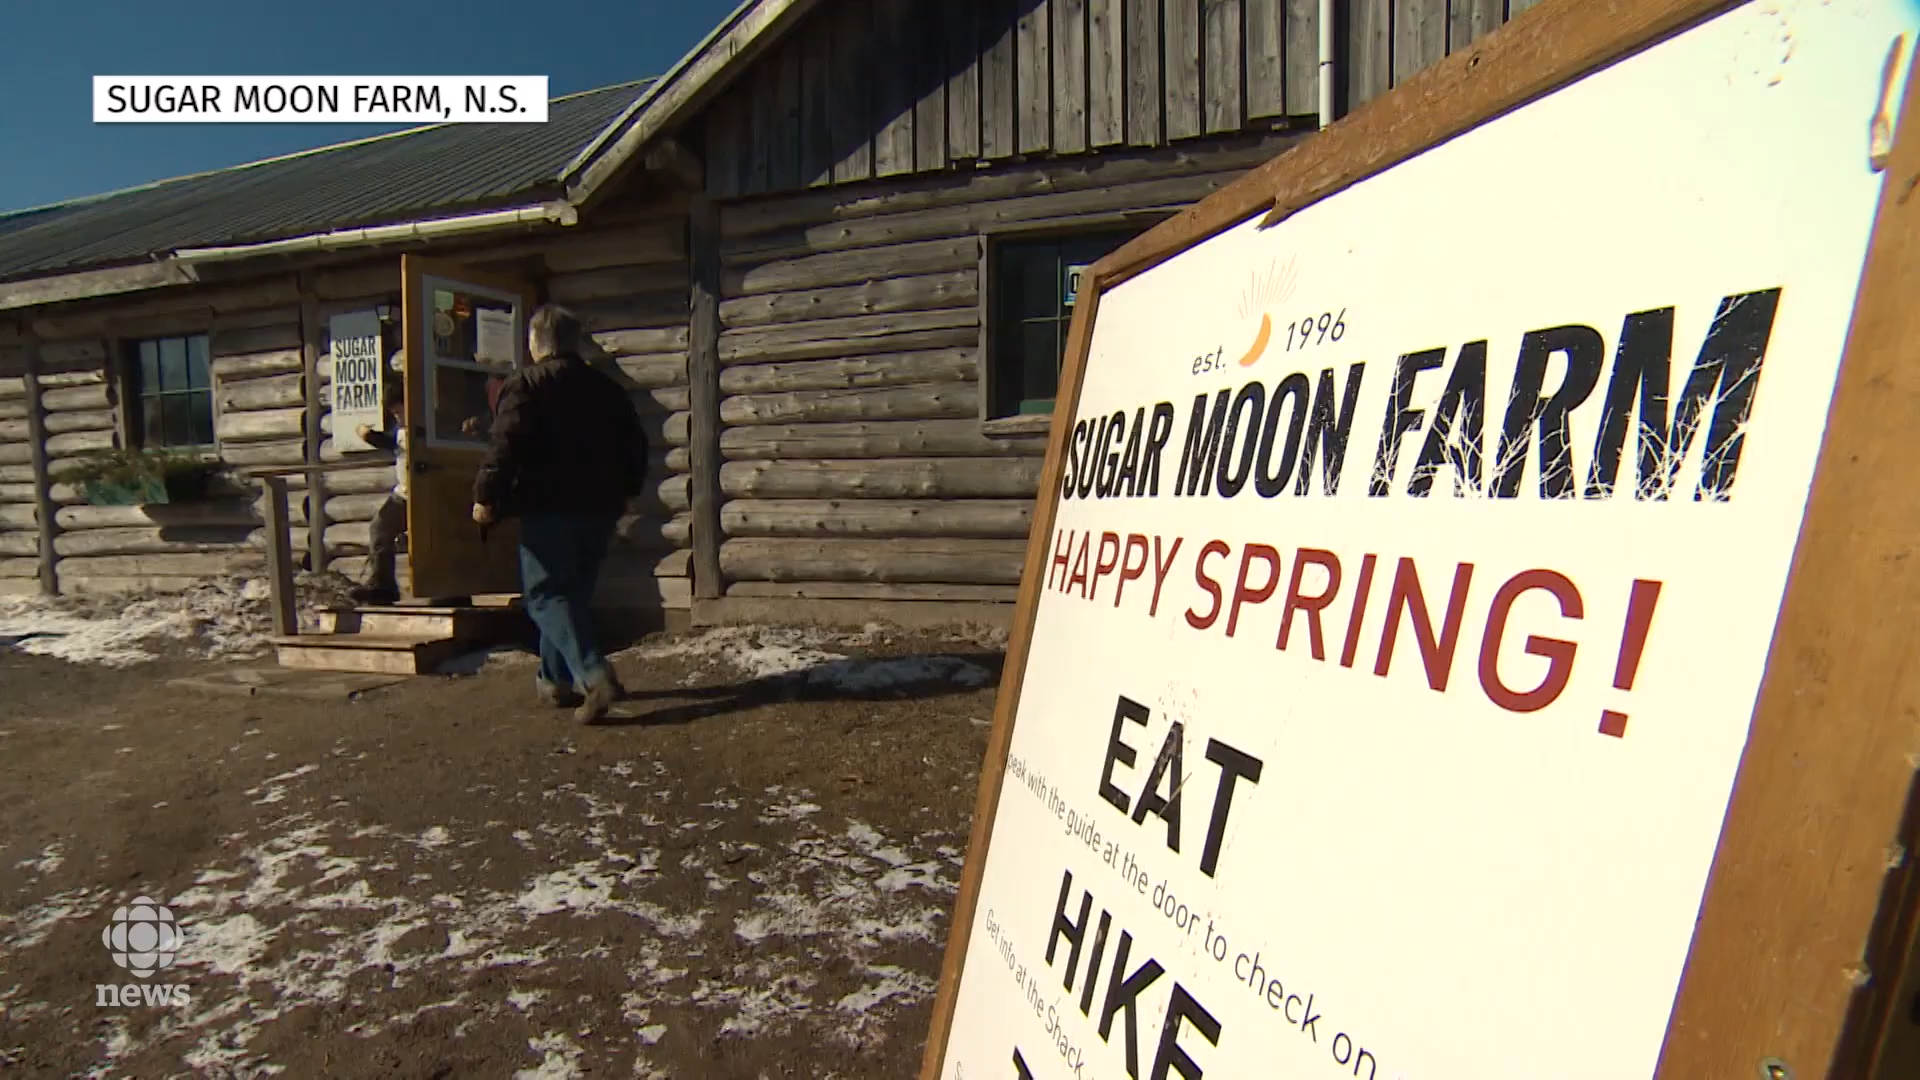 SUGAR MOON FARM, N.S.
SUGAR
MOON
FARM
est. 1996
SUGAR MOON FARM
HAPPY SPRING!
EAT
with the guide at the door to check on
HIKE
Get info at the Shack
news